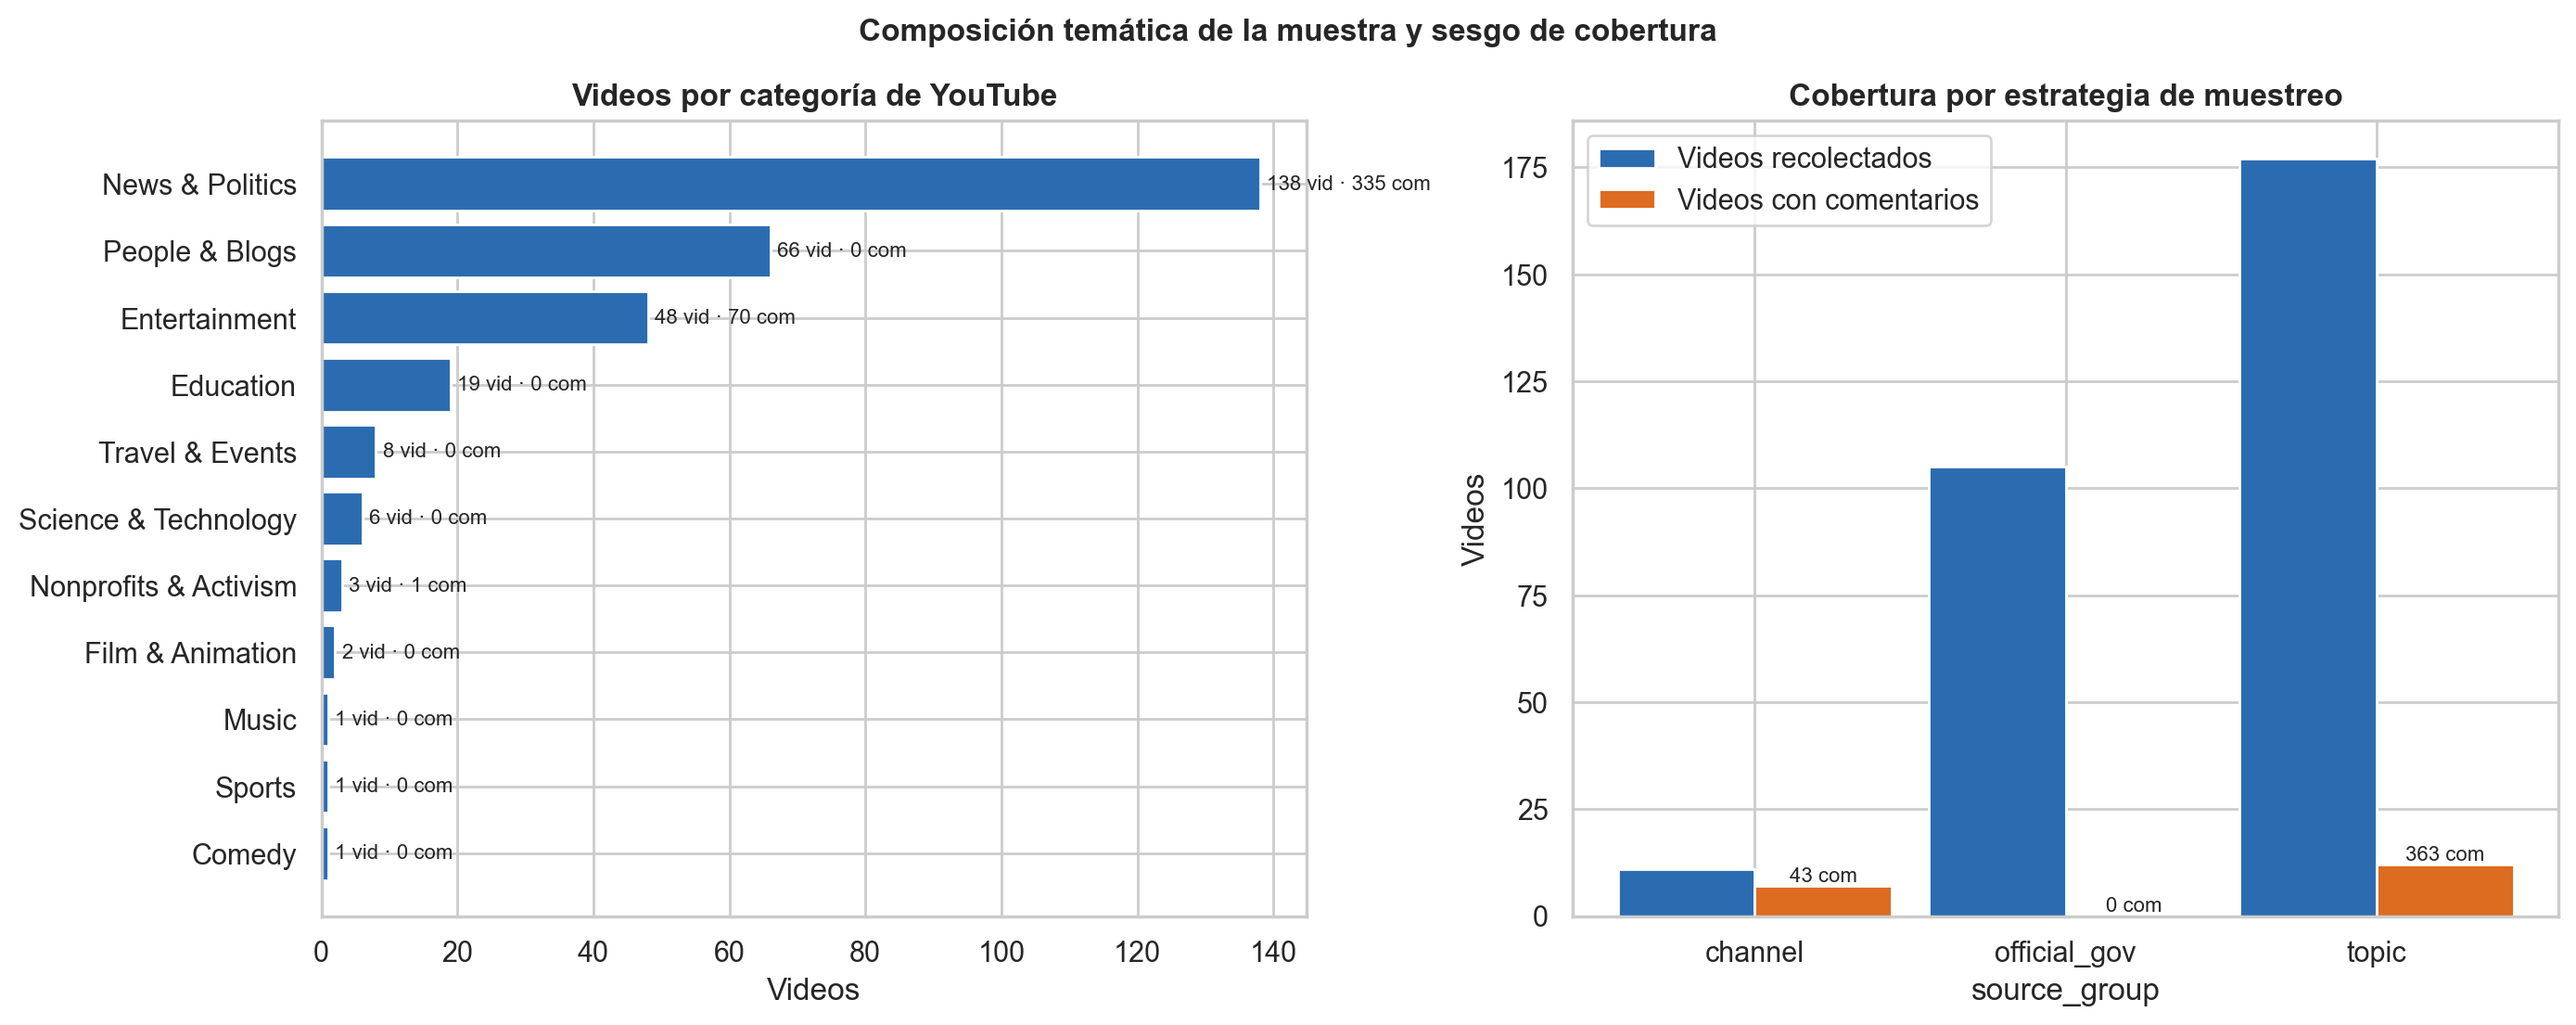 Composición temática de la muestra y sesgo de cobertura
Videos por categoría de YouTube
News & Politics
138 vid · 335 com
People & Blogs
66 vid · 0 com
Entertainment
48 vid · 70 com
Education
19 vid · 0 com
Travel & Events
8 vid · 0 com
Science & Technology
6 vid · 0 com
Nonprofits & Activism
3 vid · 1 com
Film & Animation
2 vid · 0 com
Music
1 vid · 0 com
Sports
1 vid · 0 com
Comedy
1 vid · 0 com
0 20 40 60 80 100 120 140
Videos
Cobertura por estrategia de muestreo
Videos recolectados
Videos con comentarios
175
150
125
100
75
50
25
0
Videos
43 com
0 com
363 com
channel official_gov topic
source_group